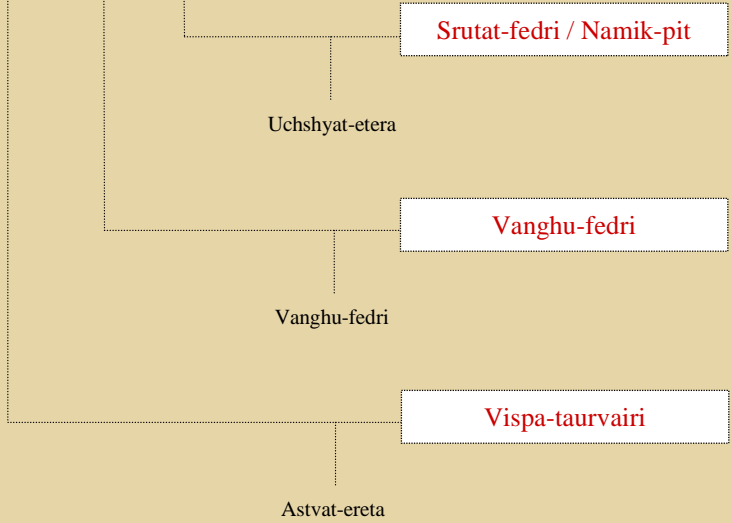 Srutat-fedri / Namik-pit
Uchshyat-etera
Vanghu-fedri
Vanghu-fedri
Vispa-taurvairi
Astvat-ereta